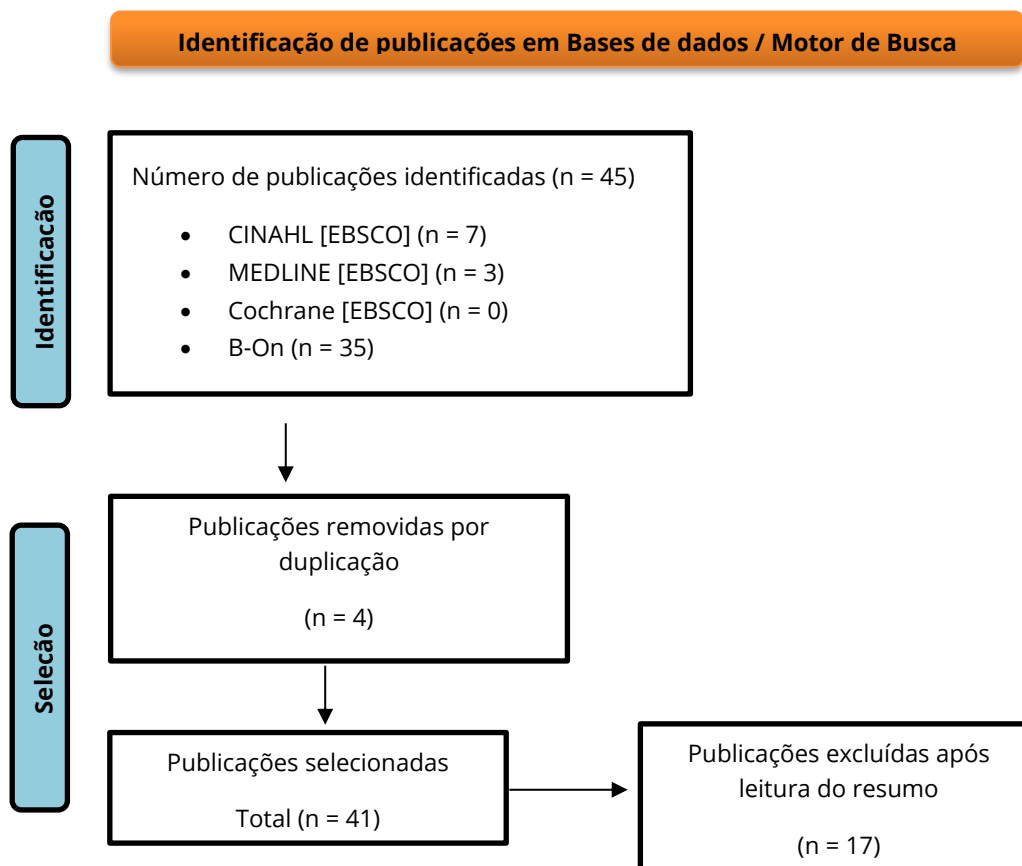 Identificação de publicações em Bases de dados / Motor de Busca
Identificação
Número de publicações identificadas (n = 45)
• CINAHL [EBSCO] (n = 7)
• MEDLINE [EBSCO] (n = 3)
• Cochrane [EBSCO] (n = 0)
• B-On (n = 35)
Seleção
Publicações removidas por
duplicação
(n = 4)
Publicações selecionadas
Total (n = 41)
Publicações excluídas após
leitura do resumo
(n = 17)